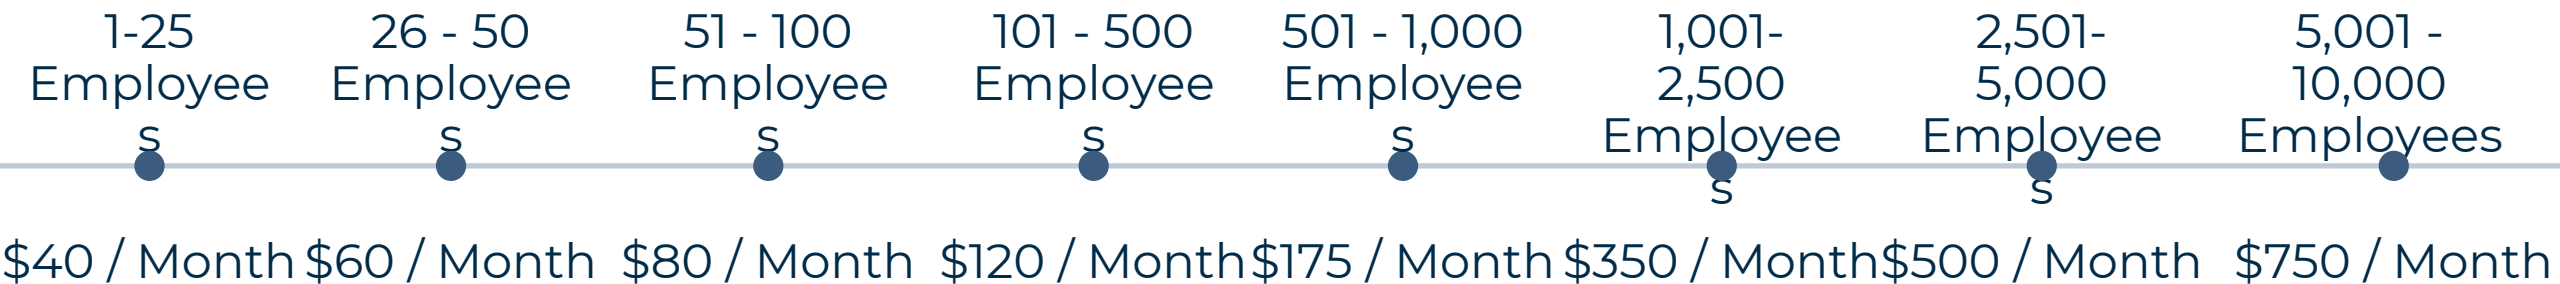 1-25
Employee
s
26 - 50
Employee
s
51 - 100
Employee
s
101 - 500
Employee
s
501 - 1,000
Employee
s
1,001-
2,500
Employee
s
2,501-
5,000
Employee
s
5,001 -
10,000
Employees
$40 / Month
$60 / Month
$80 / Month
$120 / Month
$175 / Month
$350 / Month
$500 / Month
$750 / Month